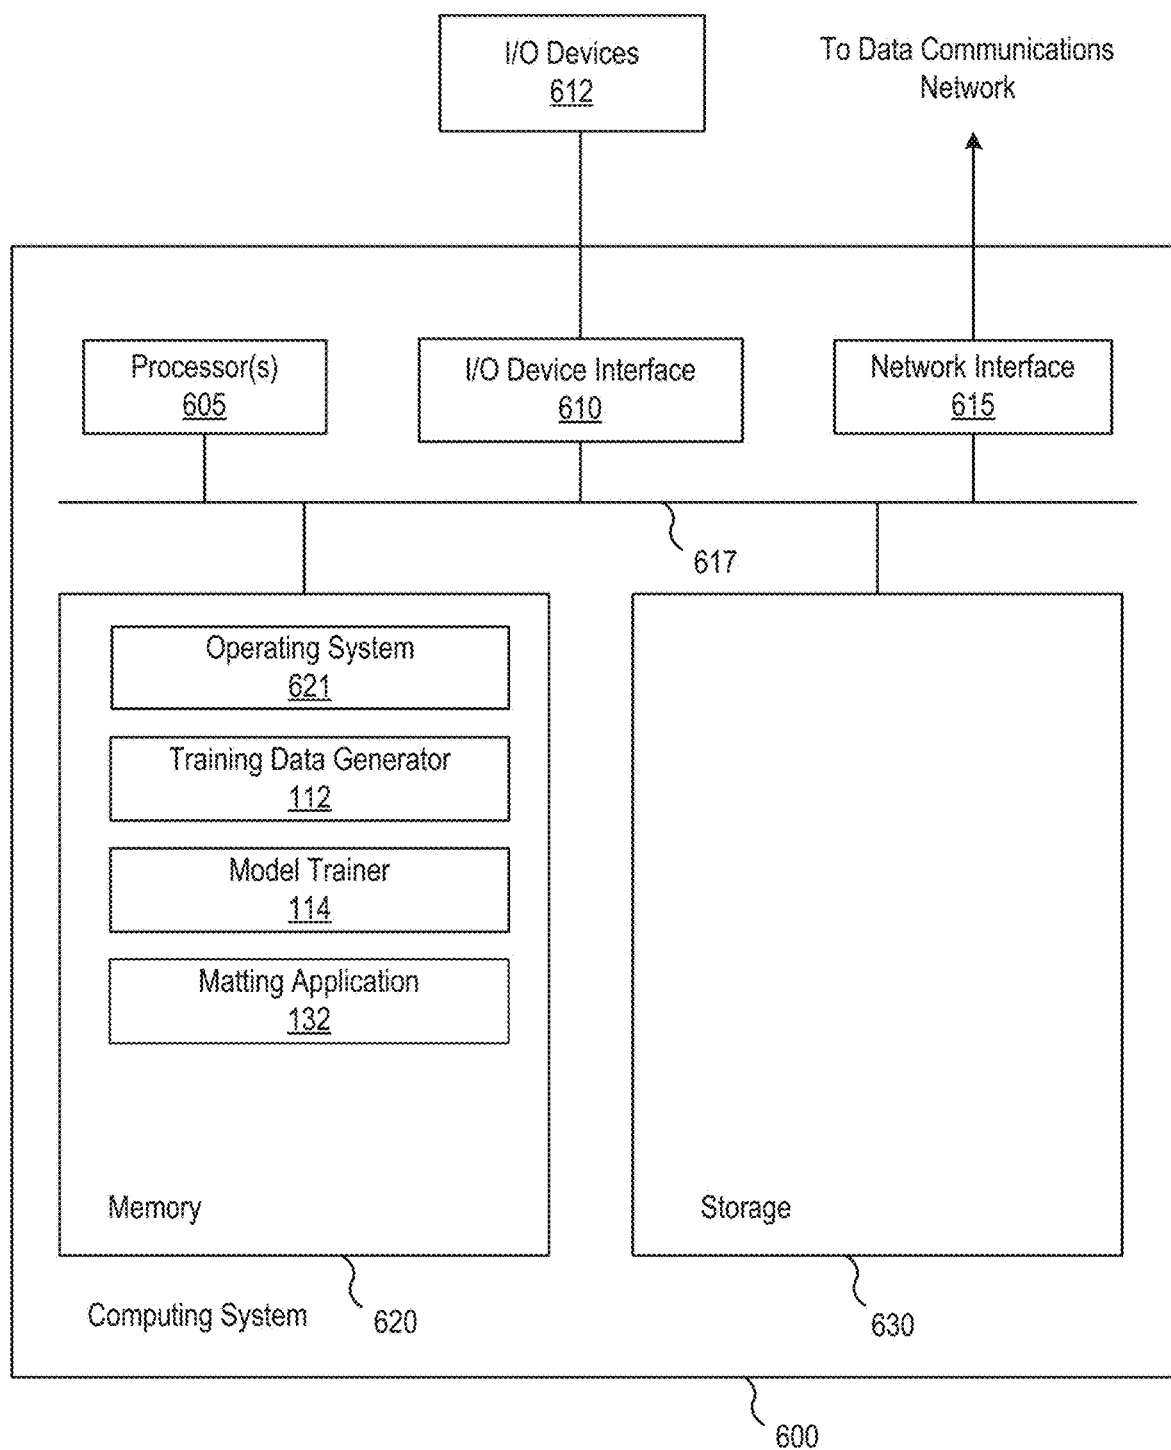 I/O Devices
612
To Data Communications
Network
Processor(s)
605
I/O Device Interface
610
Network Interface
615
617
Operating System
621
Training Data Generator
112
Model Trainer
114
Matting Application
132
Memory
Storage
620
630
Computing System
600